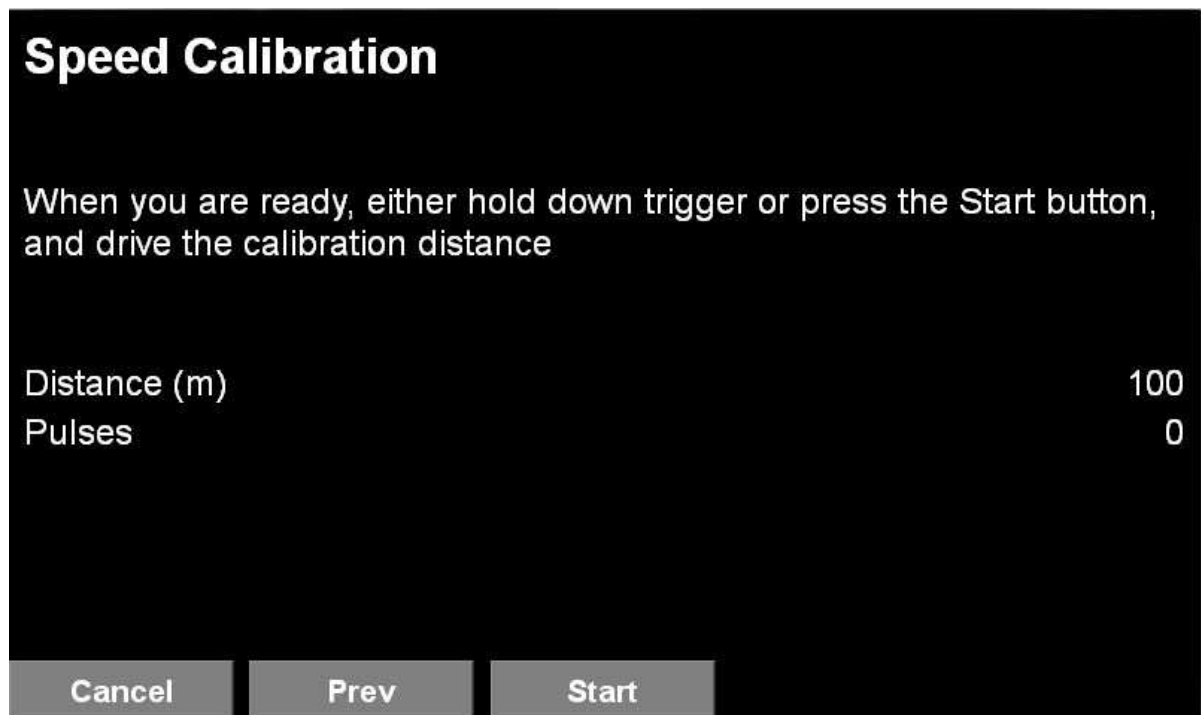 Speed Calibration
When you are ready, either hold down trigger or press the Start button,
and drive the calibration distance
Distance (m) 100
Pulses 0
Cancel Prev Start